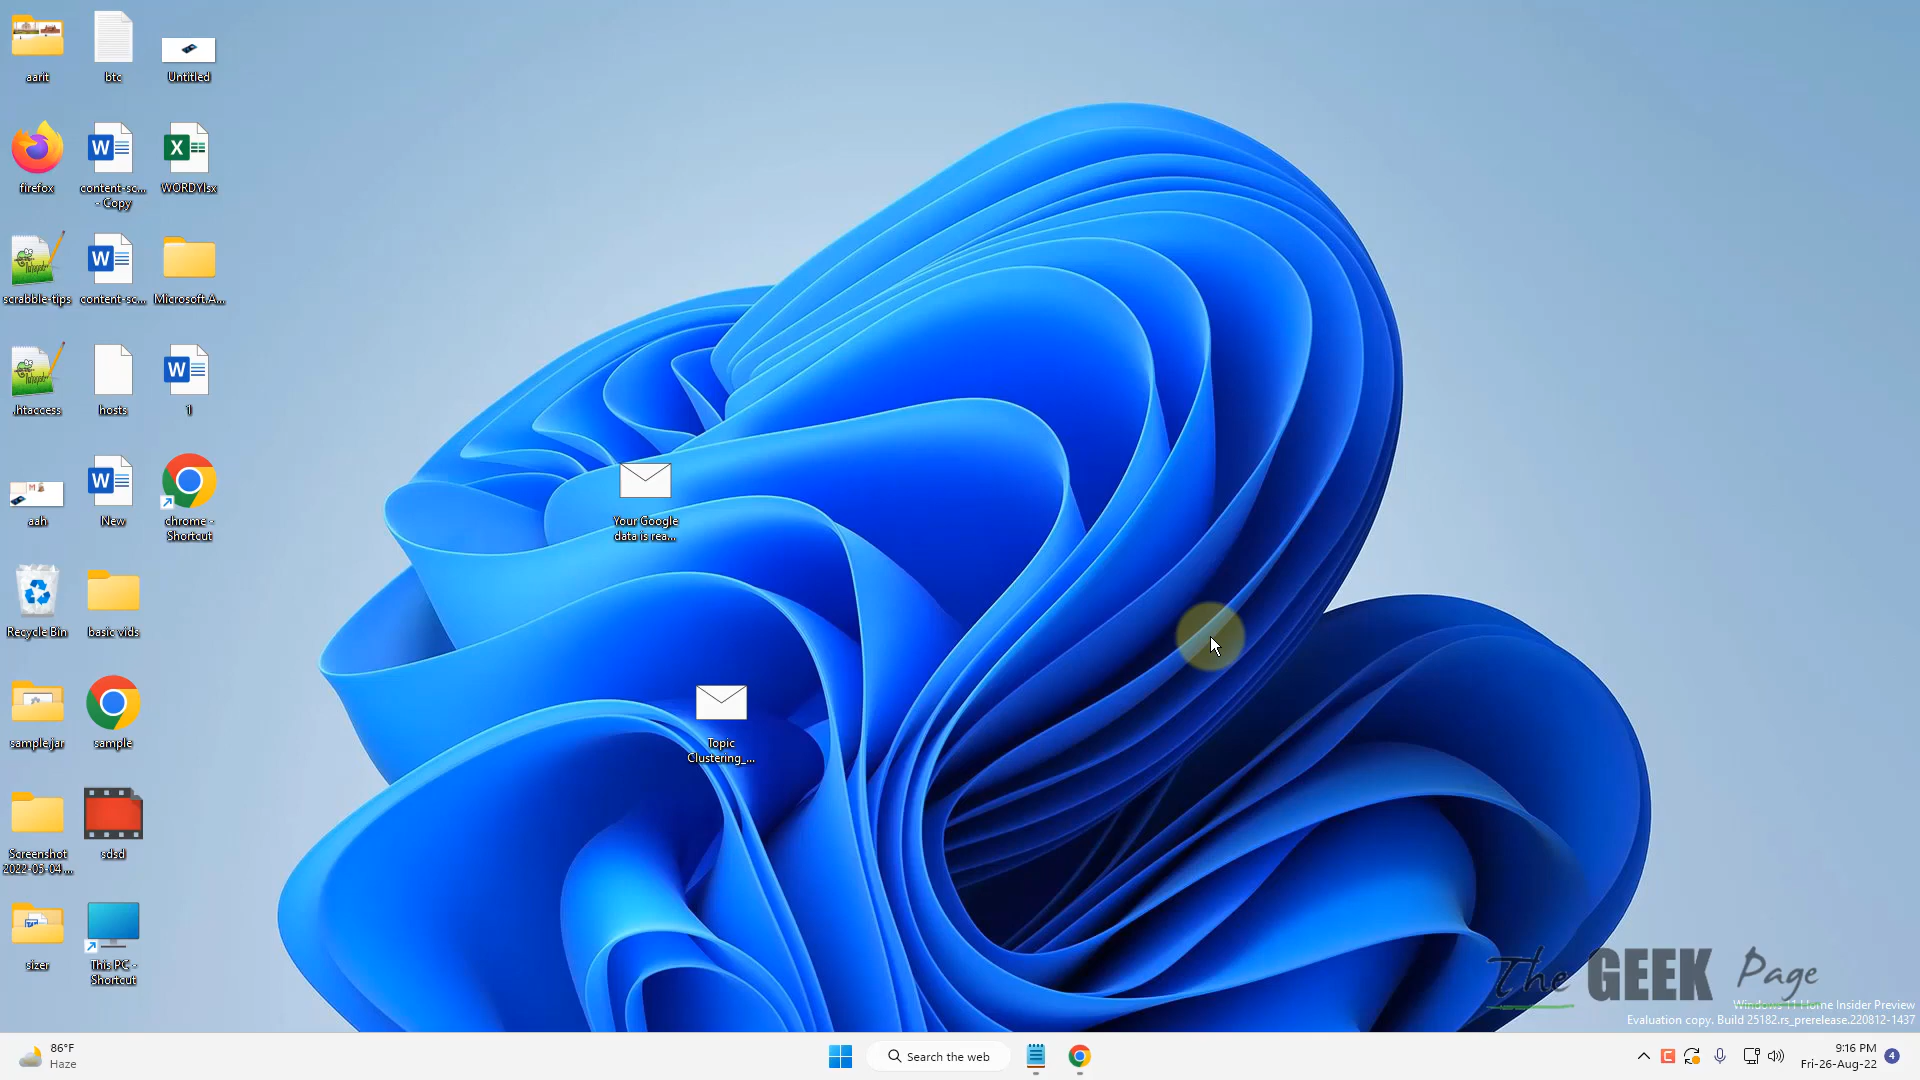 aarit
btc
Untitled
firefox
content-sc...
- Copy
WORDYlsx
scrabble-tips
content-sc...
Microsoft.A...
.htaccess
hosts
1
aah
New
chrome -
Shortcut
Your Google
data is rea...
Recycle Bin
basic vids
sample.jar
sample
Topic
Clustering_...
Screenshot
2022-05-04...
sdsd
sizer
This PC -
Shortcut
The GEEK Page
Windows 11 Home Insider Preview
Evaluation copy. Build 25182.rs_prerelease.220812-1437
86°F
Haze
Search the web
9:16 PM
Fri-26-Aug-22
4